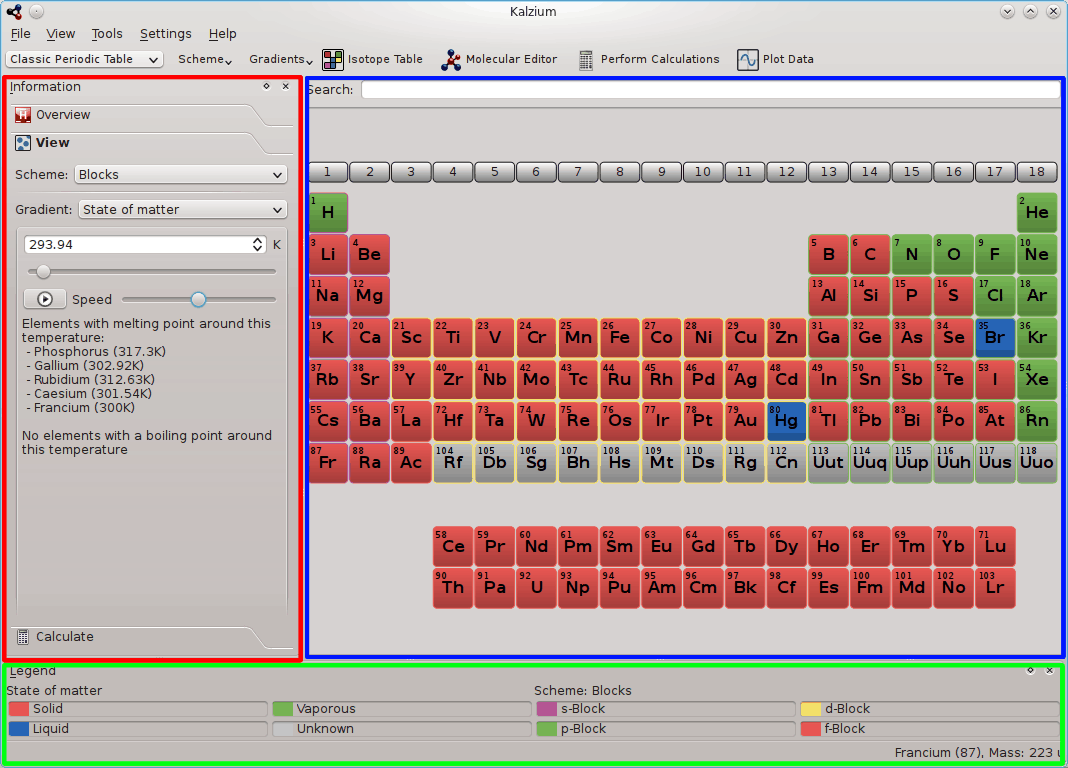 Kalzium
File View Tools Settings Help
Classic Periodic Table Scheme Gradients Isotope Table Molecular Editor Perform Calculations Plot Data
Information
Overview
View
Scheme: Blocks
Gradient: State of matter
293.94 K
Speed
Elements with melting point around this
temperature:
- Phosphorus (317.3K)
- Gallium (302.92K)
- Rubidium (312.63K)
- Caesium (301.54K)
- Francium (300K)
No elements with a boiling point around
this temperature
Calculate
Search:
1 2 3 4 5 6 7 8 9 10 11 12 13 14 15 16 17 18
1 H 2 He
3 Li 4 Be 5 B 6 C 7 N 8 O 9 F 10 Ne
11 Na 12 Mg 13 Al 14 Si 15 P 16 S 17 Cl 18 Ar
19 K 20 Ca 21 Sc 22 Ti 23 V 24 Cr 25 Mn 26 Fe 27 Co 28 Ni 29 Cu 30 Zn 31 Ga 32 Ge 33 As 34 Se 35 Br 36 Kr
37 Rb 38 Sr 39 Y 40 Zr 41 Nb 42 Mo 43 Tc 44 Ru 45 Rh 46 Pd 47 Ag 48 Cd 49 In 50 Sn 51 Sb 52 Te 53 I 54 Xe
55 Cs 56 Ba 57 La 72 Hf 73 Ta 74 W 75 Re 76 Os 77 Ir 78 Pt 79 Au 80 Hg 81 Tl 82 Pb 83 Bi 84 Po 85 At 86 Rn
87 Fr 88 Ra 89 Ac 104 Rf 105 Db 106 Sg 107 Bh 108 Hs 109 Mt 110 Ds 111 Rg 112 Cn 113 Uut 114 Uuq 115 Uup 116 Uuh 117 Uus 118 Uuo
58 Ce 59 Pr 60 Nd 61 Pm 62 Sm 63 Eu 64 Gd 65 Tb 66 Dy 67 Ho 68 Er 69 Tm 70 Yb 71 Lu
90 Th 91 Pa 92 U 93 Np 94 Pu 95 Am 96 Cm 97 Bk 98 Cf 99 Es 100 Fm 101 Md 102 No 103 Lr
Legend
State of matter Scheme: Blocks
Solid Vaporous s-Block d-Block
Liquid Unknown p-Block f-Block
Francium (87), Mass: 223 u